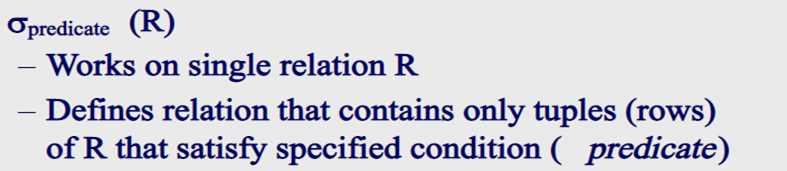 σpredicate (R)
– Works on single relation R
– Defines relation that contains only tuples (rows)
of R that satisfy specified condition ( predicate)